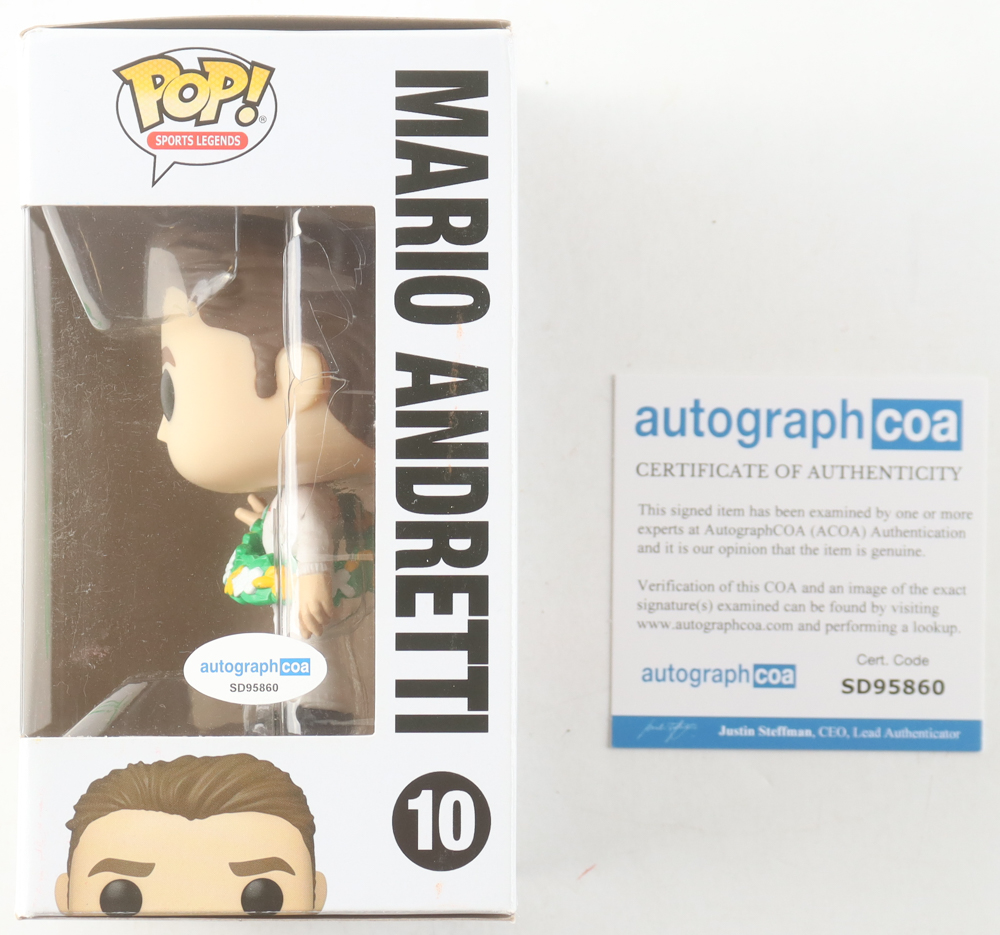 POP!
SPORTS LEGENDS
MARIO ANDRETTI
10
autographcoa
SD95860
autographcoa
CERTIFICATE OF AUTHENTICITY
This signed item has been examined by one or more
experts at AutographCOA (ACOA) Authentication
and it is our opinion that the item is genuine.
Verification of this COA and an image of the exact
signature(s) examined can be found by visiting
www.autographcoa.com and performing a lookup.
autographcoa
Cert. Code
SD95860
Justin Steffman, CEO, Lead Authenticator